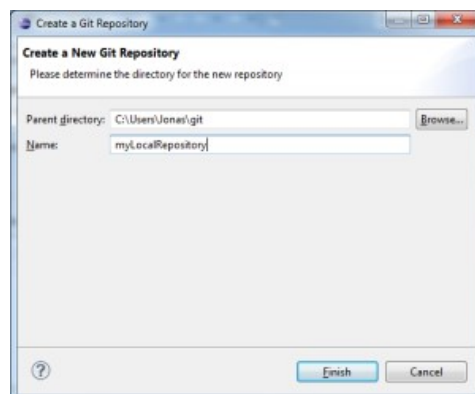 Create a Git Repository
Create a New Git Repository
Please determine the directory for the new repository
Parent directory: C:\Users\Jonas\git Browse...
Name: myLocalRepository
Finish Cancel